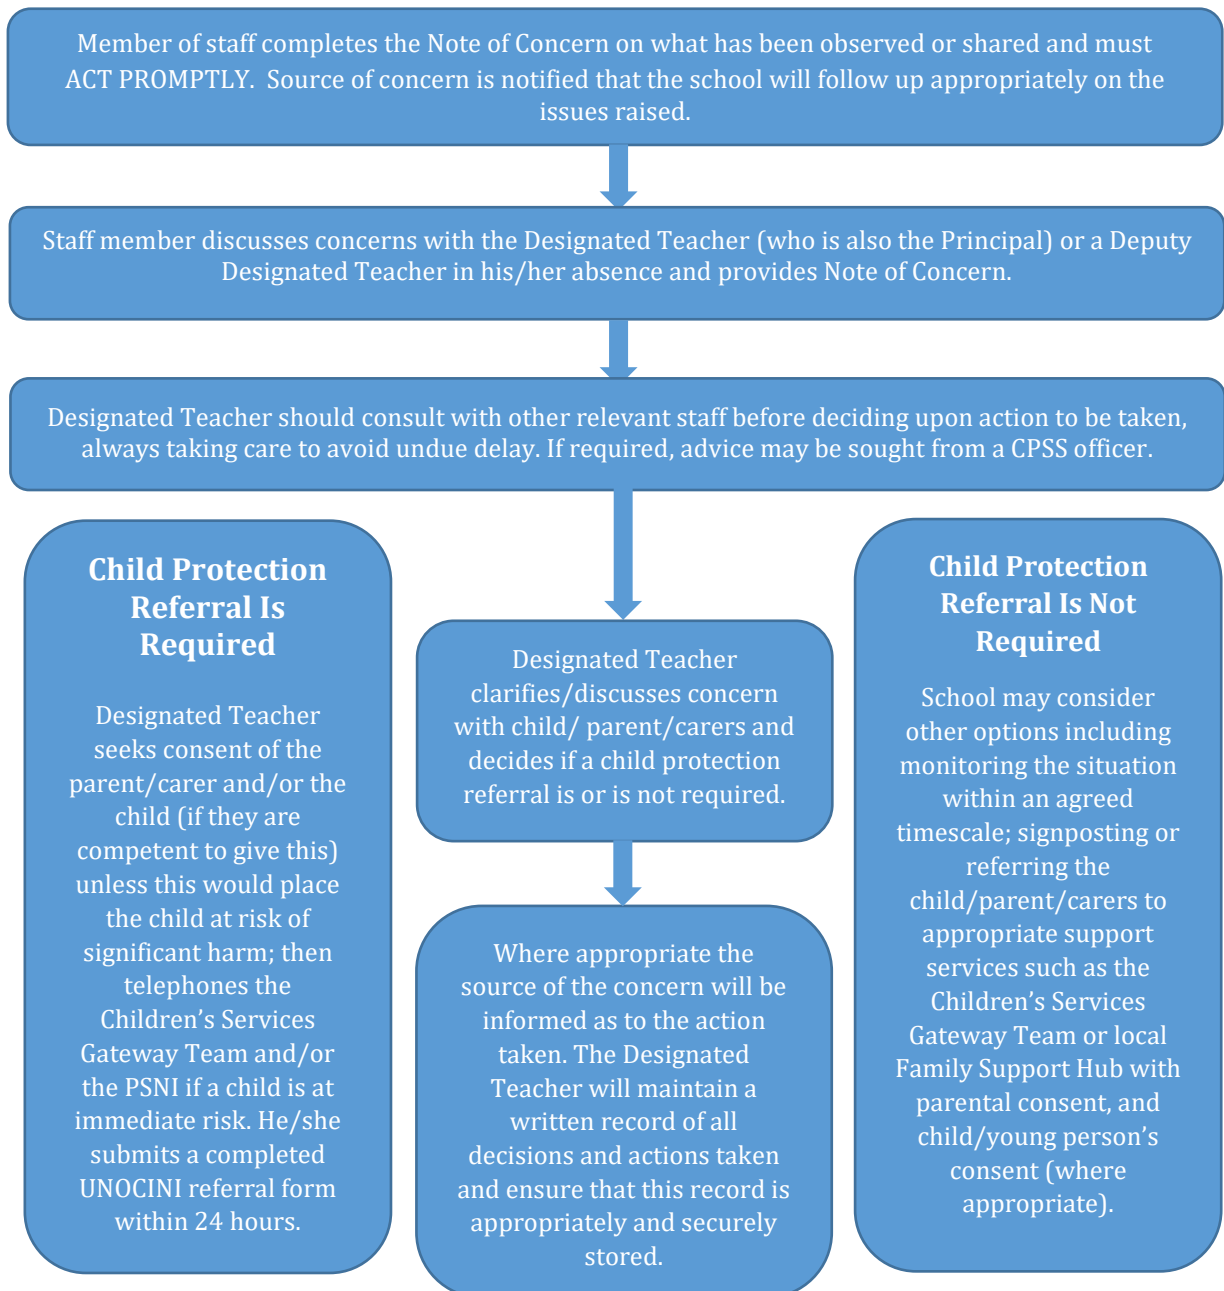 Member of staff completes the Note of Concern on what has been observed or shared and must
ACT PROMPTLY.  Source of concern is notified that the school will follow up appropriately on the
issues raised.
Staff member discusses concerns with the Designated Teacher (who is also the Principal) or a Deputy
Designated Teacher in his/her absence and provides Note of Concern.
Designated Teacher should consult with other relevant staff before deciding upon action to be taken,
always taking care to avoid undue delay. If required, advice may be sought from a CPSS officer.
Child Protection
Referral Is
Required
Designated Teacher
seeks consent of the
parent/carer and/or the
child (if they are
competent to give this)
unless this would place
the child at risk of
significant harm; then
telephones the
Children's Services
Gateway Team and/or
the PSNI if a child is at
immediate risk. He/she
submits a completed
UNOCINI referral form
within 24 hours.
Designated Teacher
clarifies/discusses concern
with child/ parent/carers and
decides if a child protection
referral is or is not required.
Where appropriate the
source of the concern will be
informed as to the action
taken. The Designated
Teacher will maintain a
written record of all
decisions and actions taken
and ensure that this record is
appropriately and securely
stored.
Child Protection
Referral Is Not
Required
School may consider
other options including
monitoring the situation
within an agreed
timescale; signposting or
referring the
child/parent/carers to
appropriate support
services such as the
Children's Services
Gateway Team or local
Family Support Hub with
parental consent, and
child/young person's
consent (where
appropriate).